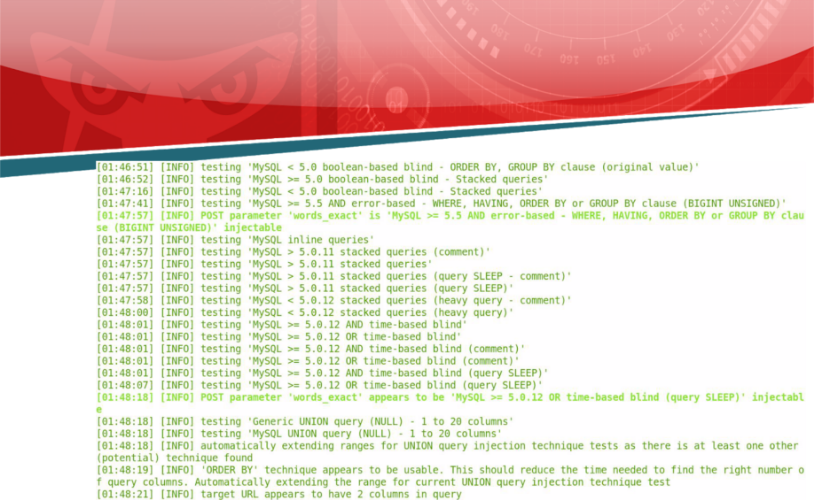 [01:46:51] [INFO] testing 'MySQL < 5.0 boolean-based blind - ORDER BY, GROUP BY clause (original value)'
[01:46:52] [INFO] testing 'MySQL >= 5.0 boolean-based blind - Stacked queries'
[01:47:16] [INFO] testing 'MySQL < 5.0 boolean-based blind - Stacked queries'
[01:47:41] [INFO] testing 'MySQL >= 5.5 AND error-based - WHERE, HAVING, ORDER BY or GROUP BY clause (BIGINT UNSIGNED)'
[01:47:57] [INFO] POST parameter 'words_exact' is 'MySQL >= 5.5 AND error-based - WHERE, HAVING, ORDER BY or GROUP BY clau
se (BIGINT UNSIGNED)' injectable
[01:47:57] [INFO] testing 'MySQL inline queries'
[01:47:57] [INFO] testing 'MySQL > 5.0.11 stacked queries (comment)'
[01:47:57] [INFO] testing 'MySQL > 5.0.11 stacked queries'
[01:47:57] [INFO] testing 'MySQL > 5.0.11 stacked queries (query SLEEP - comment)'
[01:47:57] [INFO] testing 'MySQL > 5.0.11 stacked queries (query SLEEP)'
[01:47:58] [INFO] testing 'MySQL < 5.0.12 stacked queries (heavy query - comment)'
[01:48:00] [INFO] testing 'MySQL < 5.0.12 stacked queries (heavy query)'
[01:48:01] [INFO] testing 'MySQL >= 5.0.12 AND time-based blind'
[01:48:01] [INFO] testing 'MySQL >= 5.0.12 OR time-based blind'
[01:48:01] [INFO] testing 'MySQL >= 5.0.12 AND time-based blind (comment)'
[01:48:01] [INFO] testing 'MySQL >= 5.0.12 OR time-based blind (comment)'
[01:48:01] [INFO] testing 'MySQL >= 5.0.12 AND time-based blind (query SLEEP)'
[01:48:07] [INFO] testing 'MySQL >= 5.0.12 OR time-based blind (query SLEEP)'
[01:48:18] [INFO] POST parameter 'words_exact' appears to be 'MySQL >= 5.0.12 OR time-based blind (query SLEEP)' injectabl
e
[01:48:18] [INFO] testing 'Generic UNION query (NULL) - 1 to 20 columns'
[01:48:18] [INFO] testing 'MySQL UNION query (NULL) - 1 to 20 columns'
[01:48:18] [INFO] automatically extending ranges for UNION query injection technique tests as there is at least one other
(potential) technique found
[01:48:19] [INFO] 'ORDER BY' technique appears to be usable. This should reduce the time needed to find the right number o
f query columns. Automatically extending the range for current UNION query injection technique test
[01:48:21] [INFO] target URL appears to have 2 columns in query